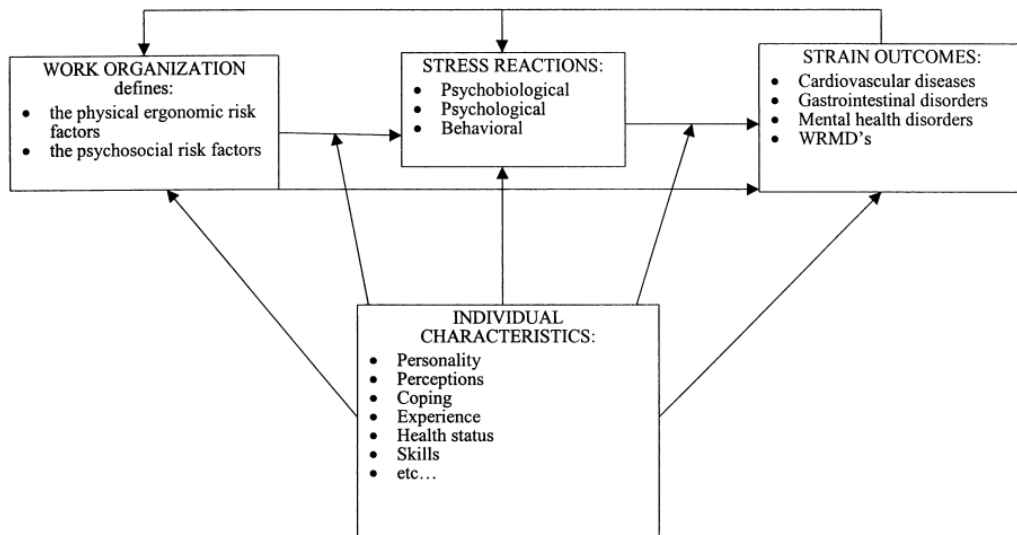 WORK ORGANIZATION
defines:
• the physical ergonomic risk
factors
• the psychosocial risk factors
STRESS REACTIONS:
• Psychobiological
• Psychological
• Behavioral
STRAIN OUTCOMES:
• Cardiovascular diseases
• Gastrointestinal disorders
• Mental health disorders
• WRMD's
INDIVIDUAL
CHARACTERISTICS:
• Personality
• Perceptions
• Coping
• Experience
• Health status
• Skills
• etc…